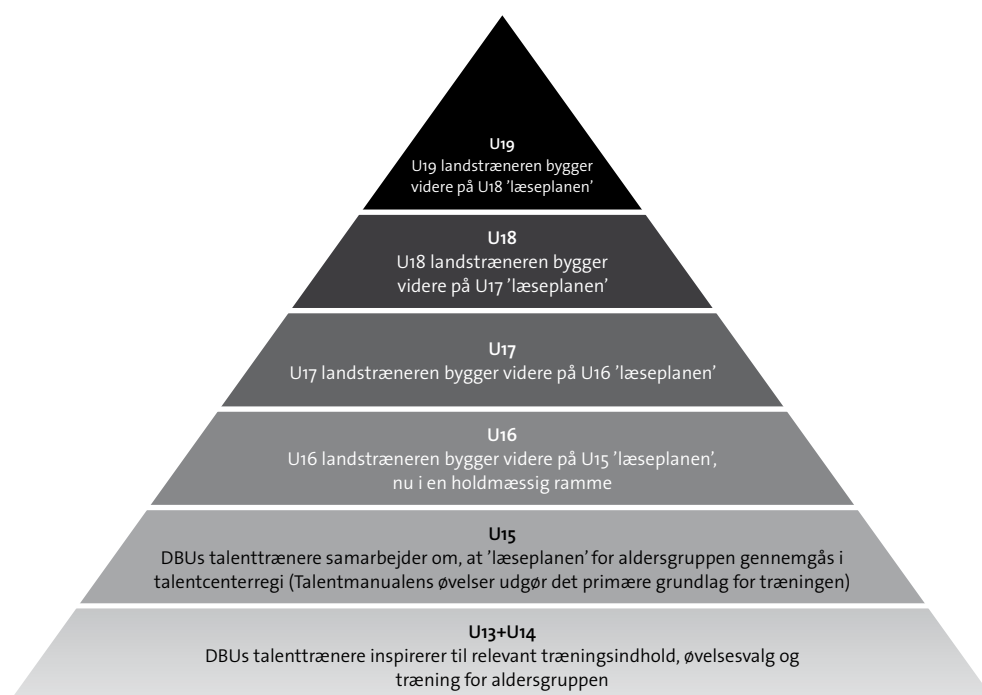 U19
U19 landstræneren bygger
videre på U18 ’læseplanen’
U18
U18 landstræneren bygger
videre på U17 ’læseplanen’
U17
U17 landstræneren bygger videre på U16 ’læseplanen’
U16
U16 landstræneren bygger videre på U15 ’læseplanen’,
nu i en holdmæssig ramme
U15
DBUs talenttrænere samarbejder om, at ’læseplanen’ for aldersgruppen gennemgås i
talentcenterregi (Talentmanualens øvelser udgør det primære grundlag for træningen)
U13+U14
DBUs talenttrænere inspirerer til relevant træningsindhold, øvelsesvalg og
træning for aldersgruppen